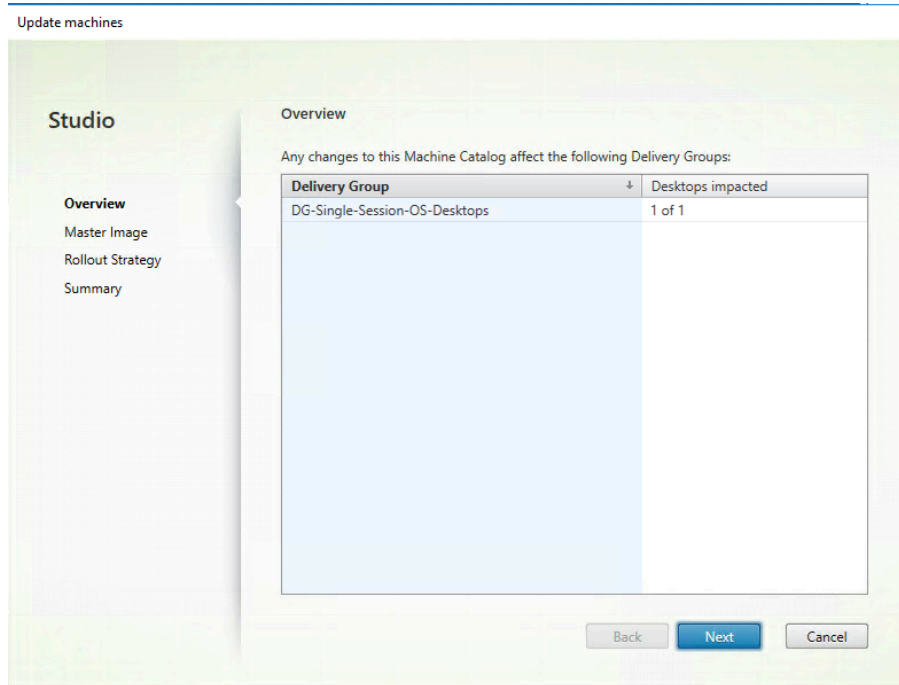 Update machines
Studio
Overview
Master Image
Rollout Strategy
Summary
Overview
Any changes to this Machine Catalog affect the following Delivery Groups:
Delivery Group Desktops impacted
DG-Single-Session-OS-Desktops 1 of 1
Back Next Cancel